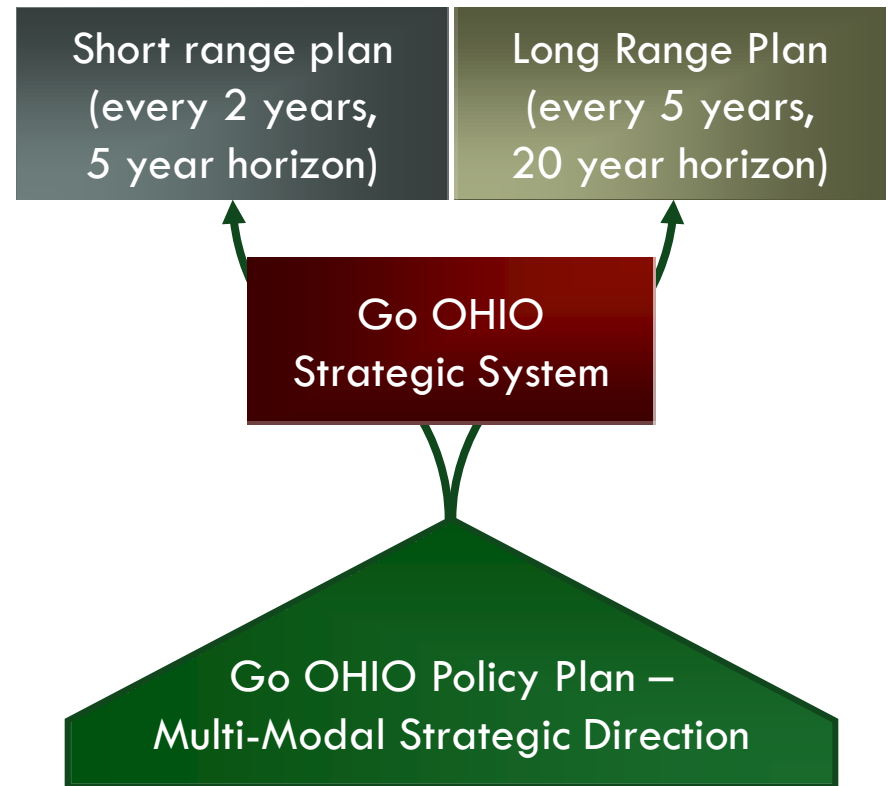 Short range plan
(every 2 years,
5 year horizon)
Long Range Plan
(every 5 years,
20 year horizon)
Go OHIO
Strategic System
Go OHIO Policy Plan –
Multi-Modal Strategic Direction